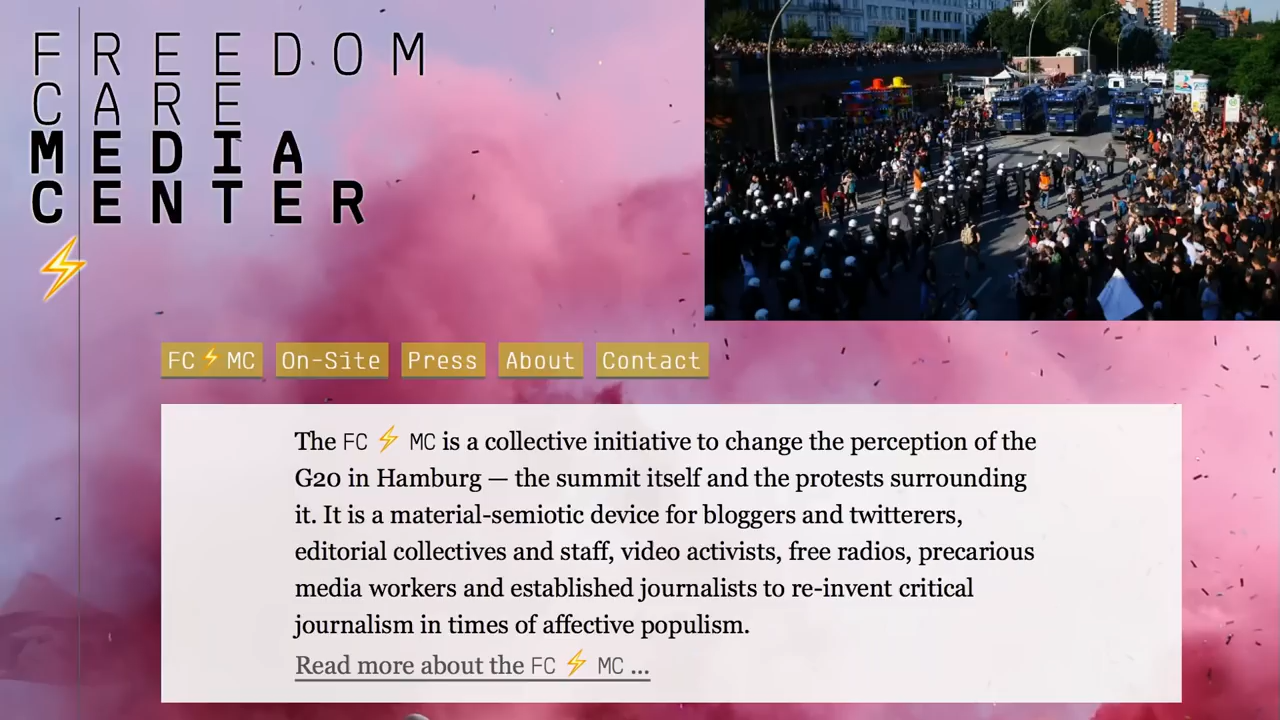 FREEDOM
CARE
MEDIA
CENTER
⚡
FC⚡MC On-Site Press About Contact
The FC ⚡ MC is a collective initiative to change the perception of the
G20 in Hamburg — the summit itself and the protests surrounding
it. It is a material-semiotic device for bloggers and twitterers,
editorial collectives and staff, video activists, free radios, precarious
media workers and established journalists to re-invent critical
journalism in times of affective populism.
Read more about the FC ⚡ MC ...